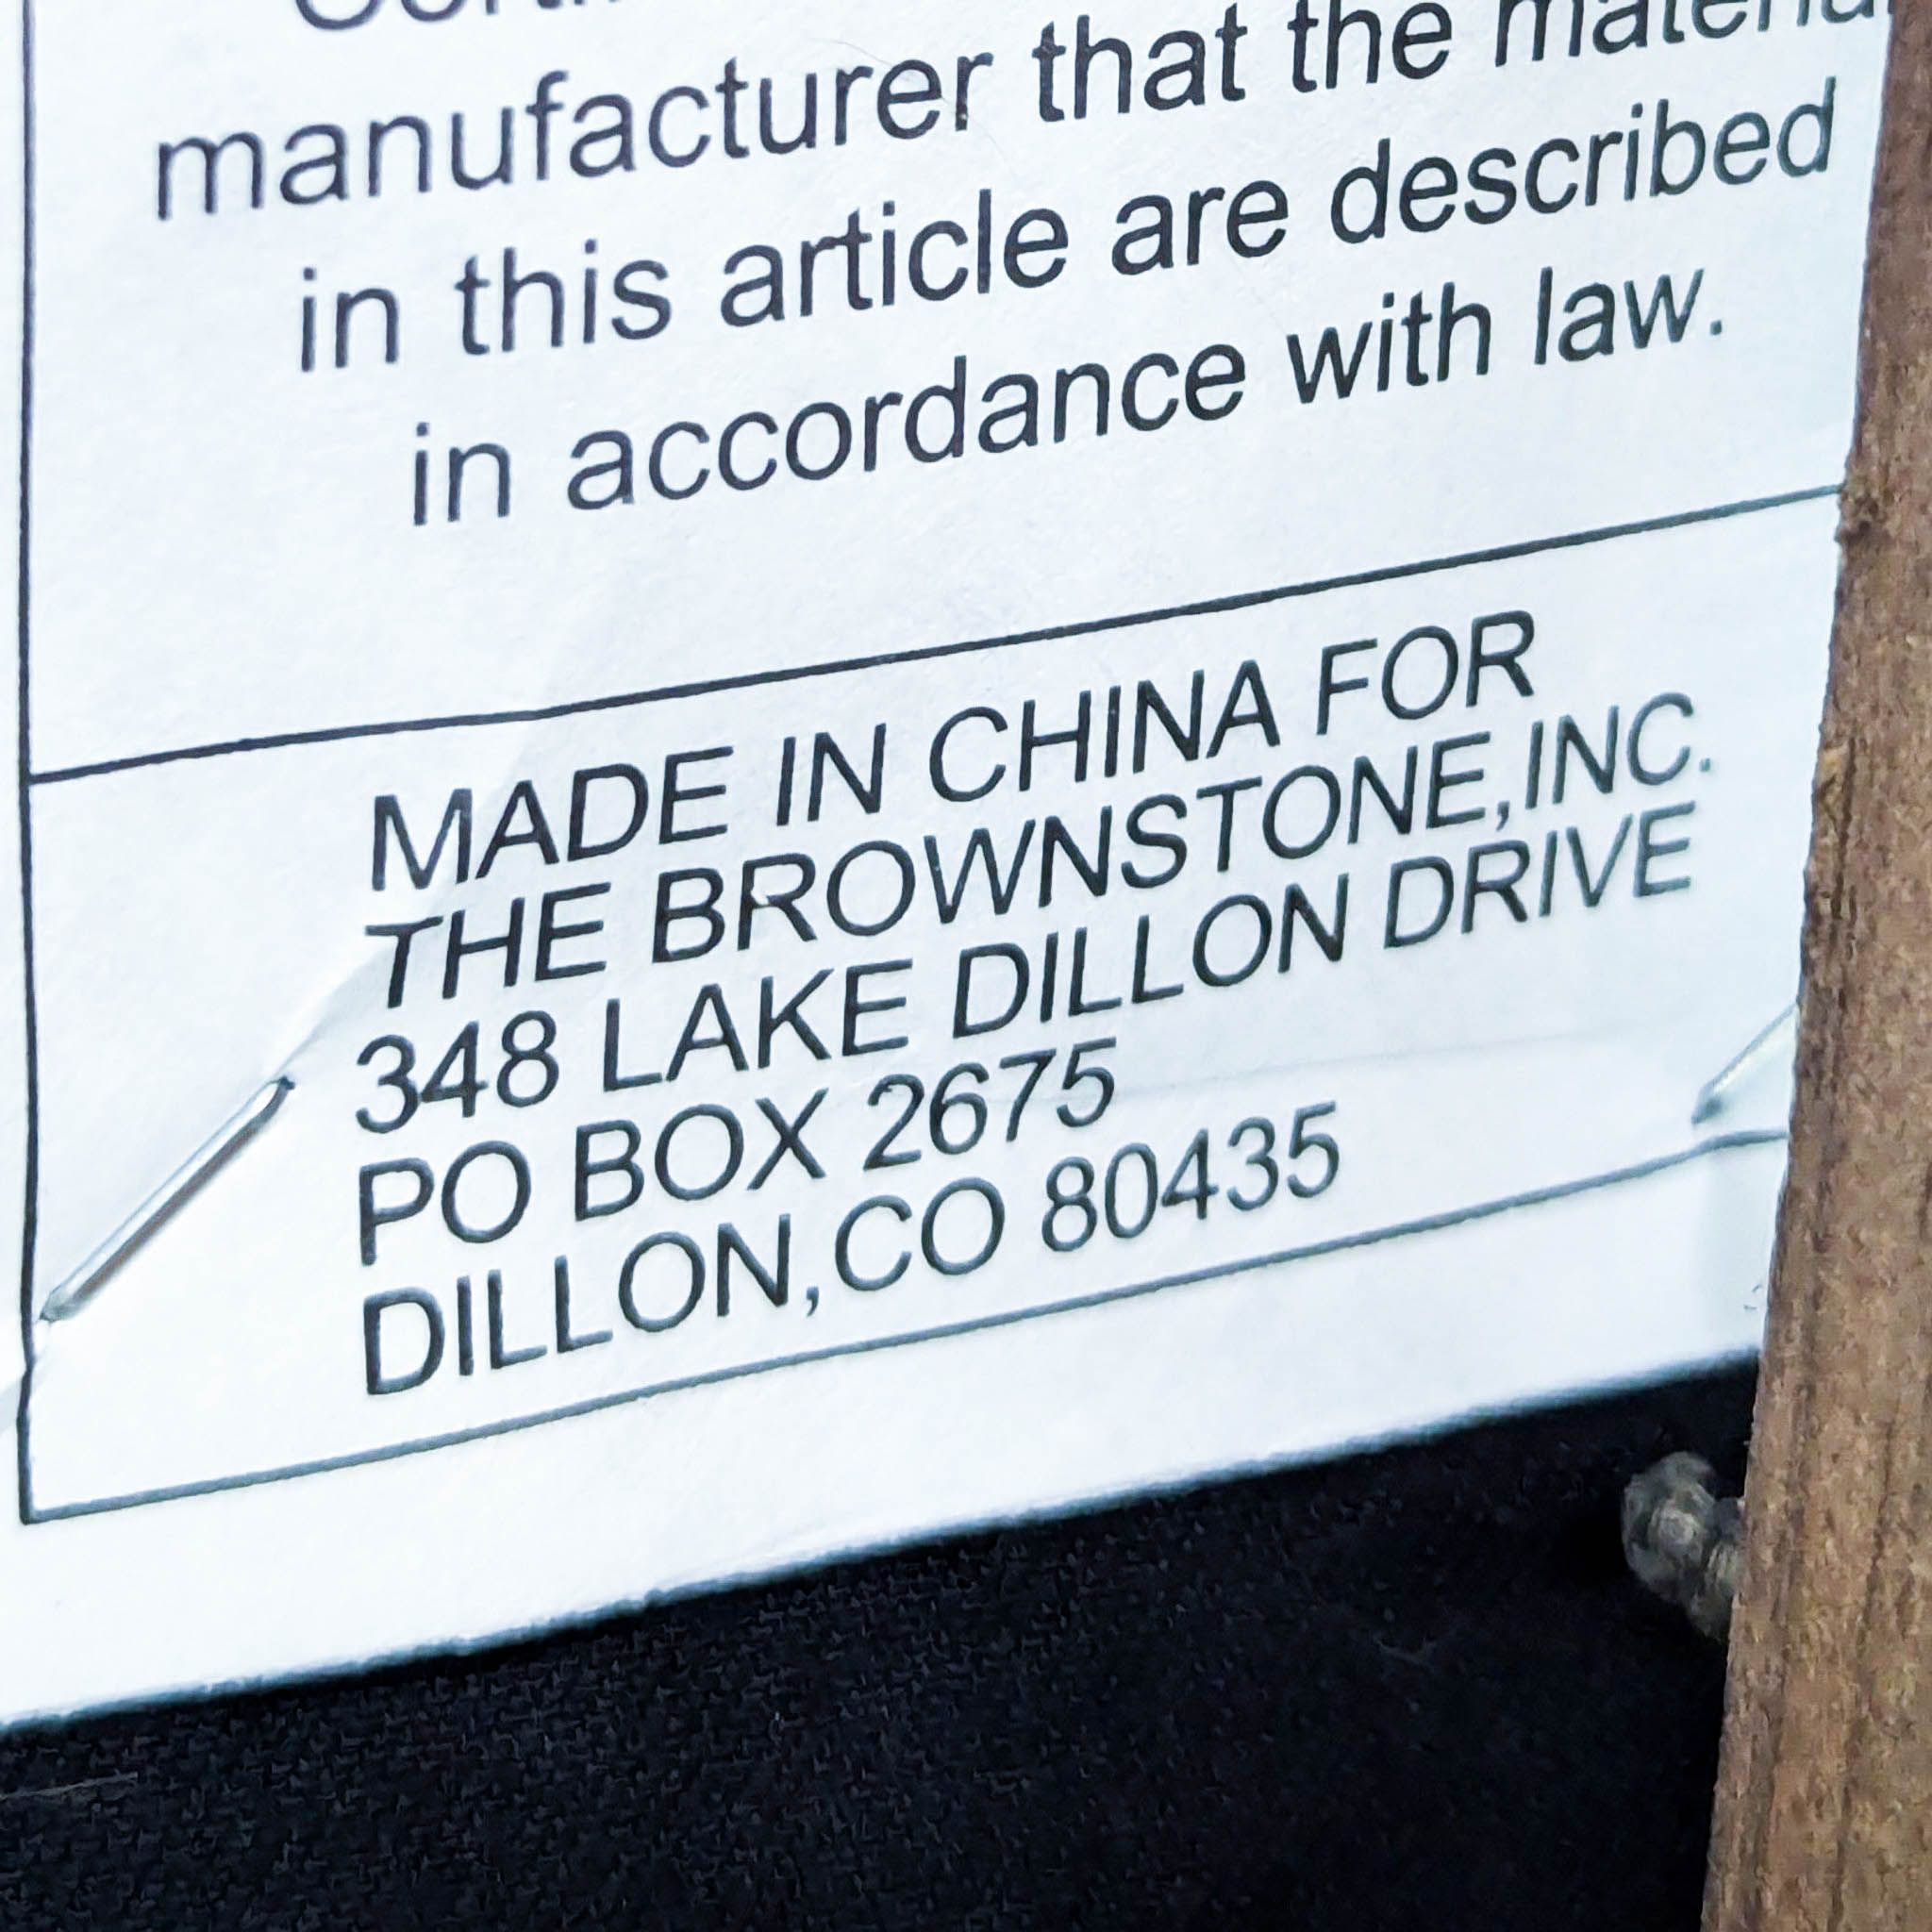 manufacturer that the
in this article are described
in accordance with law.
MADE IN CHINA FOR
THE BROWNSTONE,INC.
348 LAKE DILLON DRIVE
PO BOX 2675
DILLON,CO 80435